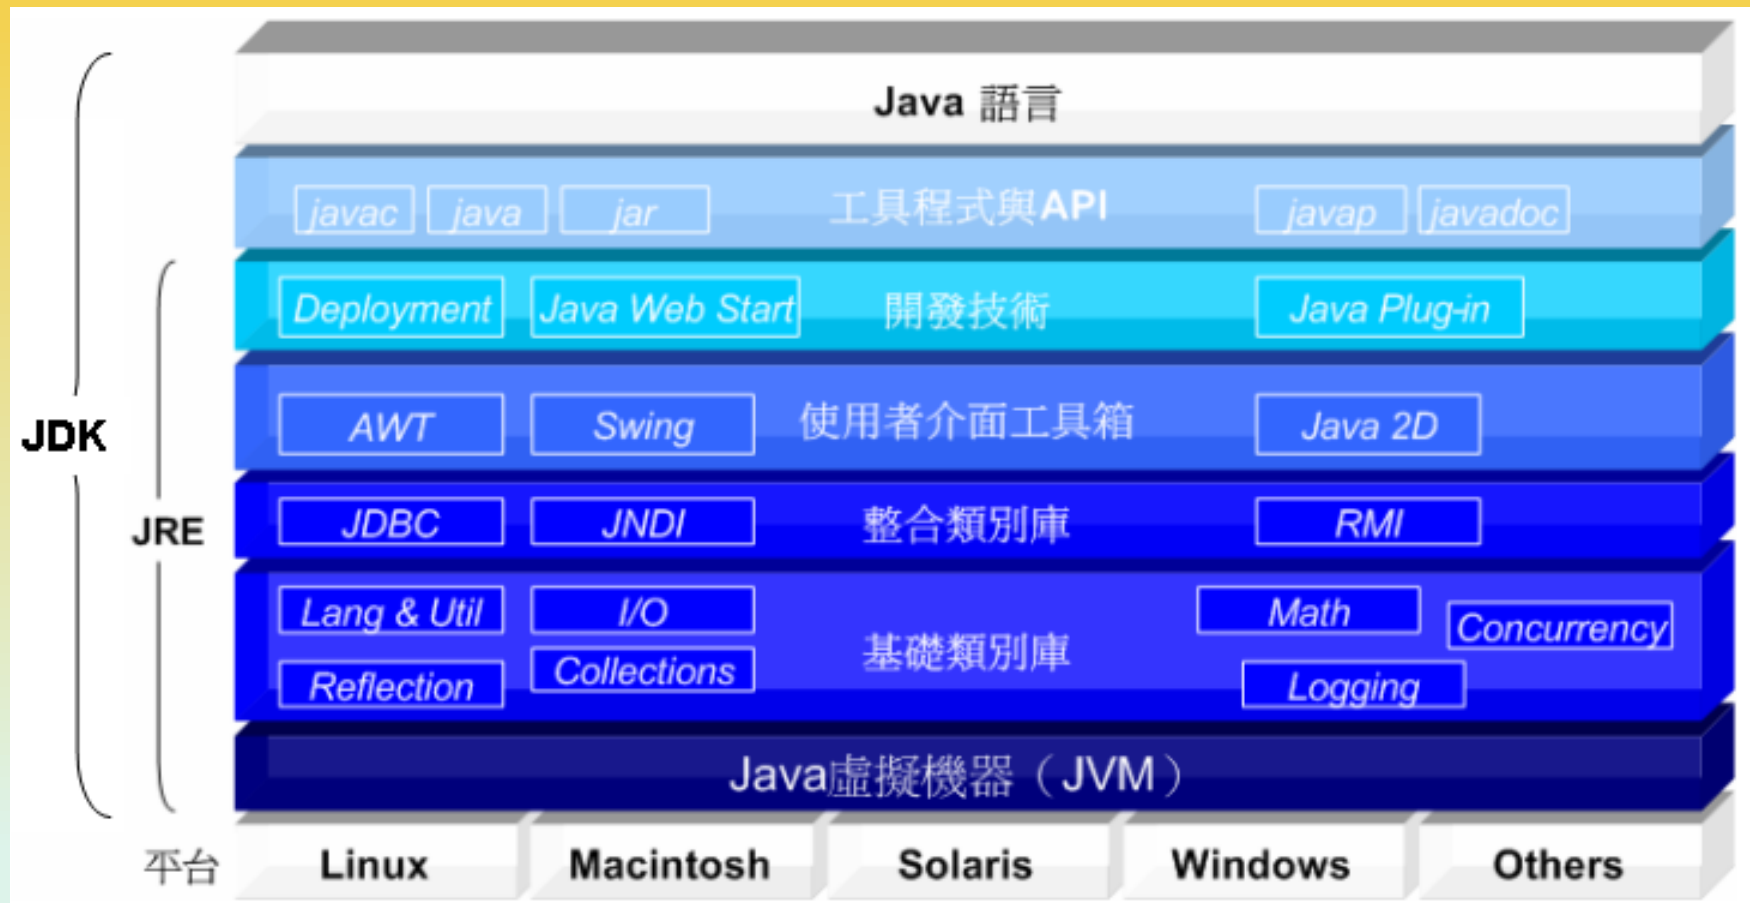 Java 語言
javac java jar 工具程式與API javap javadoc
Deployment Java Web Start 開發技術 Java Plug-in
AWT Swing 使用者介面工具箱 Java 2D
JDK
JDBC JNDI 整合類別庫 RMI
JRE
Lang & Util I/O Math Concurrency
基礎類別庫
Reflection Collections Logging
Java虛擬機器（JVM）
平台 Linux Macintosh Solaris Windows Others